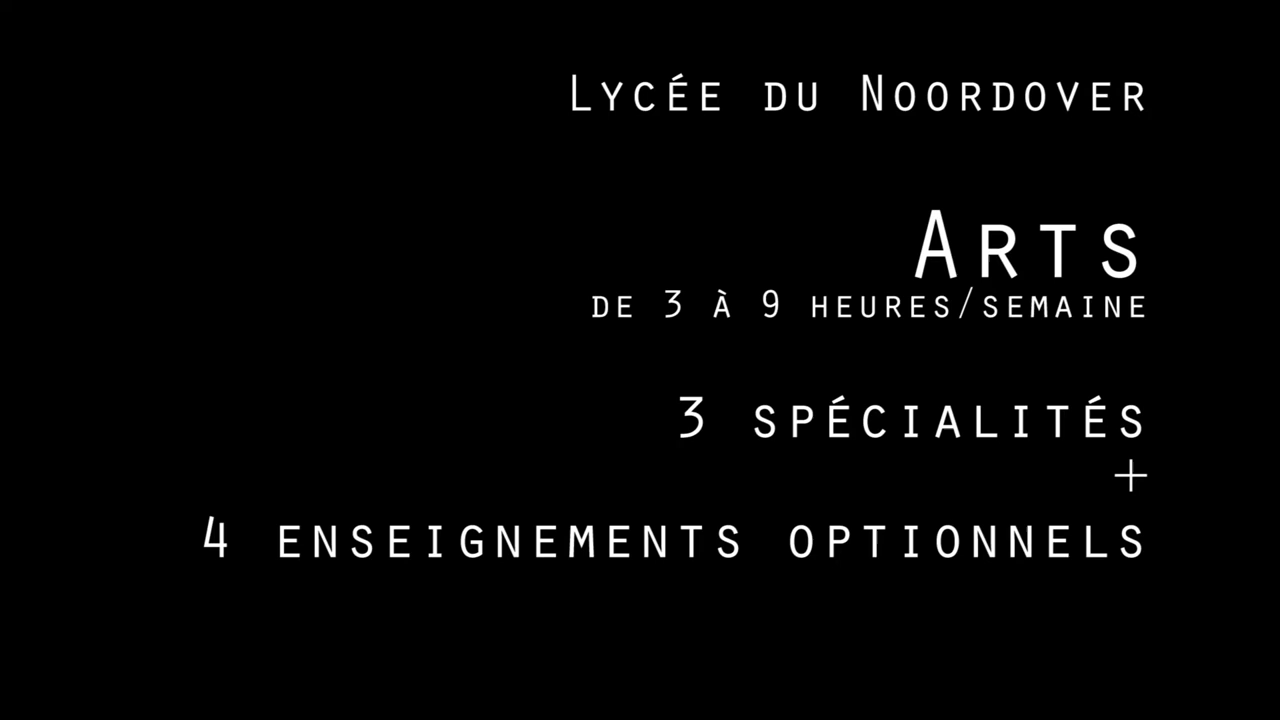 Lycée du Noordover
Arts
de 3 à 9 heures/semaine
3 spécialités
+
4 enseignements optionnels